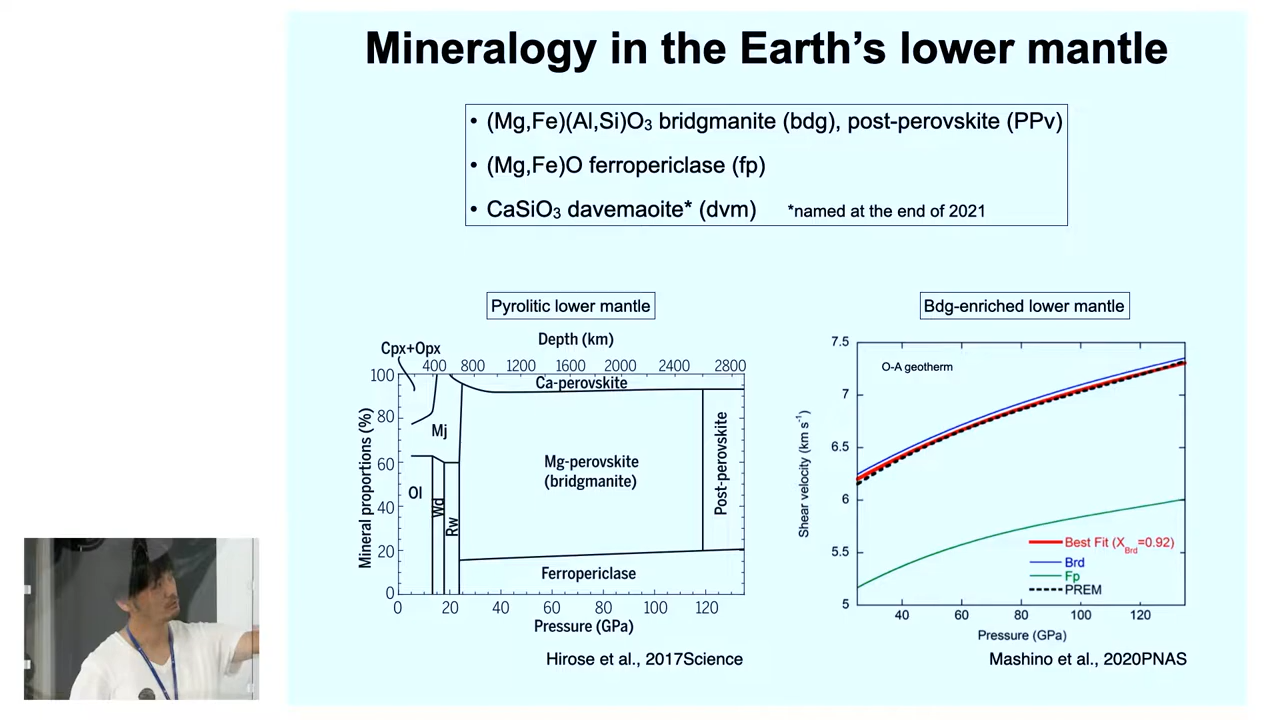 Mineralogy in the Earth's lower mantle
• (Mg,Fe)(Al,Si)O₃ bridgmanite (bdg), post-perovskite (PPv)
• (Mg,Fe)O ferropericlase (fp)
• CaSiO₃ davemaoite* (dvm) *named at the end of 2021
Pyrolitic lower mantle
Depth (km)
Cpx+Opx
400 800 1200 1600 2000 2400 2800
100
80
60
40
20
0
Mineral proportions (%)
Ca-perovskite
Mj
Ol
Wd
Rw
Mg-perovskite
(bridgmanite)
Post-perovskite
Ferropericlase
0 20 40 60 80 100 120
Pressure (GPa)
Hirose et al., 2017Science
Bdg-enriched lower mantle
7.5
7
6.5
6
5.5
5
Shear velocity (km s⁻¹)
O-A geotherm
Best Fit (X_Brd=0.92)
Brd
Fp
PREM
40 60 80 100 120
Pressure (GPa)
Mashino et al., 2020PNAS